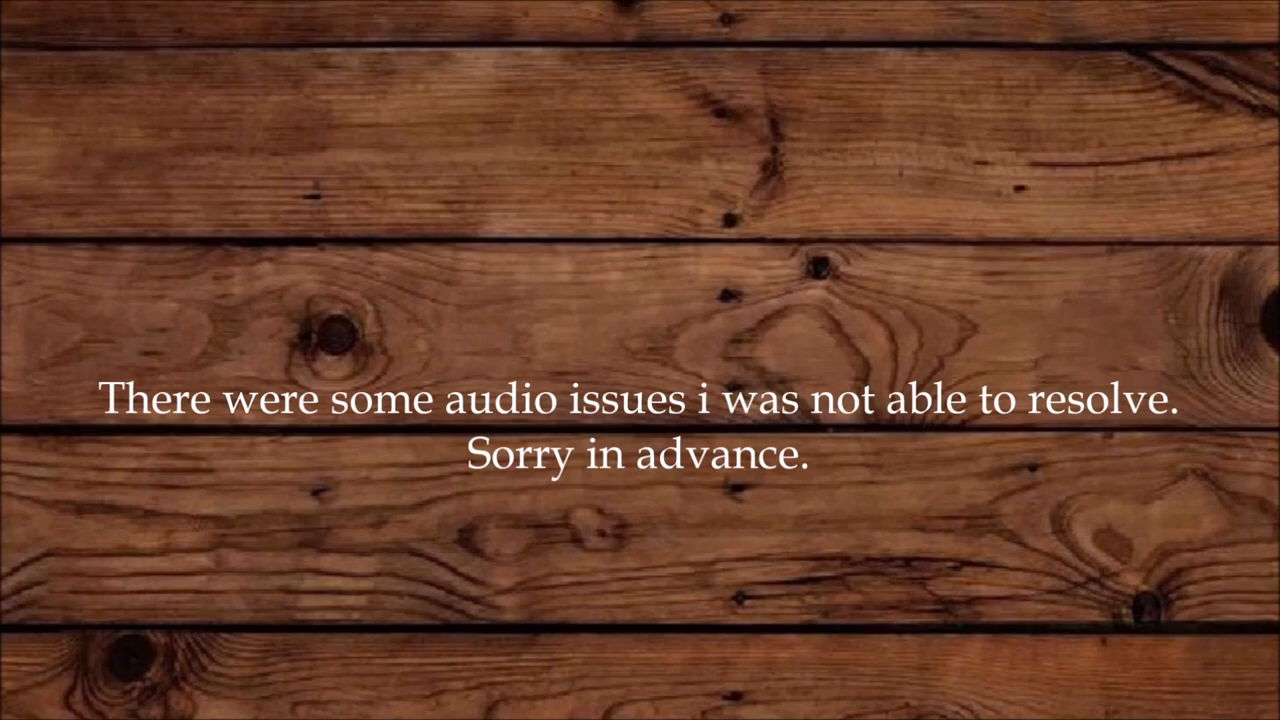 There were some audio issues i was not able to resolve.
Sorry in advance.